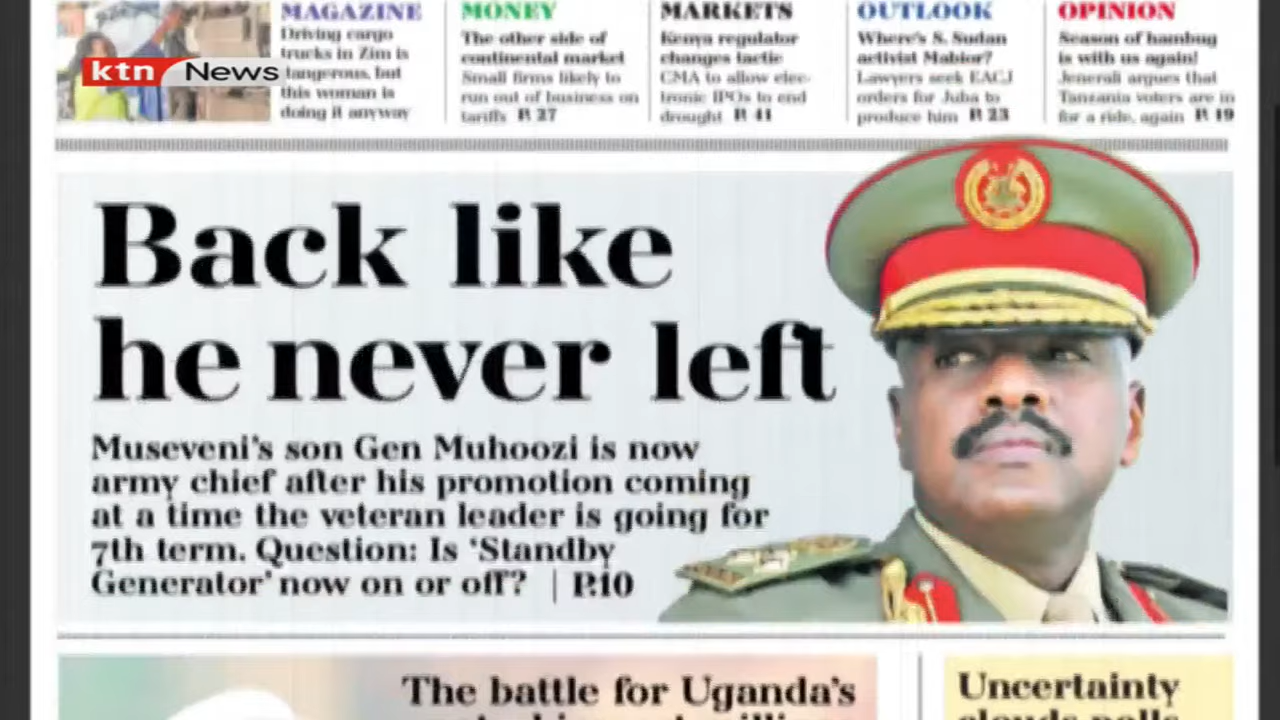 MAGAZINE
Driving cargo
trucks in Zim is
dangerous, but
this woman is
doing it anyway
MONEY
The other side of
continental market
Small firms likely to
run out of business on
tariffs P. 27
MARKETS
Kenya regulator
changes tactic
CMA to allow elec-
tronic IPOs to end
drought P. 41
OUTLOOK
Where's S. Sudan
activist Mabior?
Lawyers seek EACJ
orders for Juba to
produce him P. 23
OPINION
Season of humbug
is with us again!
Jenerali argues that
Tanzania voters are in
for a ride, again P. 19
ktn News
Back like
he never left
Museveni's son Gen Muhoozi is now
army chief after his promotion coming
at a time the veteran leader is going for
7th term. Question: Is 'Standby
Generator' now on or off? | P.10
The battle for Uganda's
Uncertainty
clouds polls